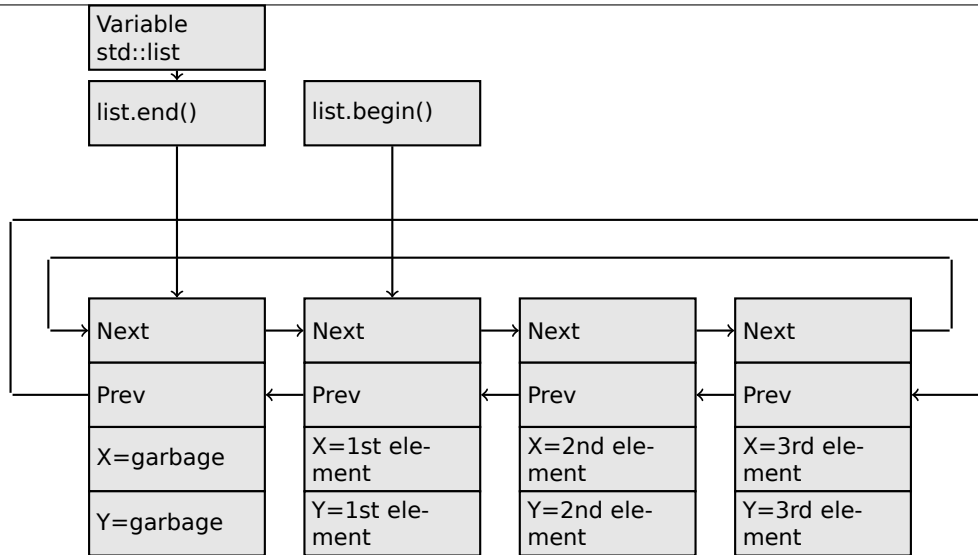 Variable
std::list
list.end()
list.begin()
Next
Next
Next
Next
Prev
Prev
Prev
Prev
X=garbage
X=1st ele-
ment
X=2nd ele-
ment
X=3rd ele-
ment
Y=garbage
Y=1st ele-
ment
Y=2nd ele-
ment
Y=3rd ele-
ment